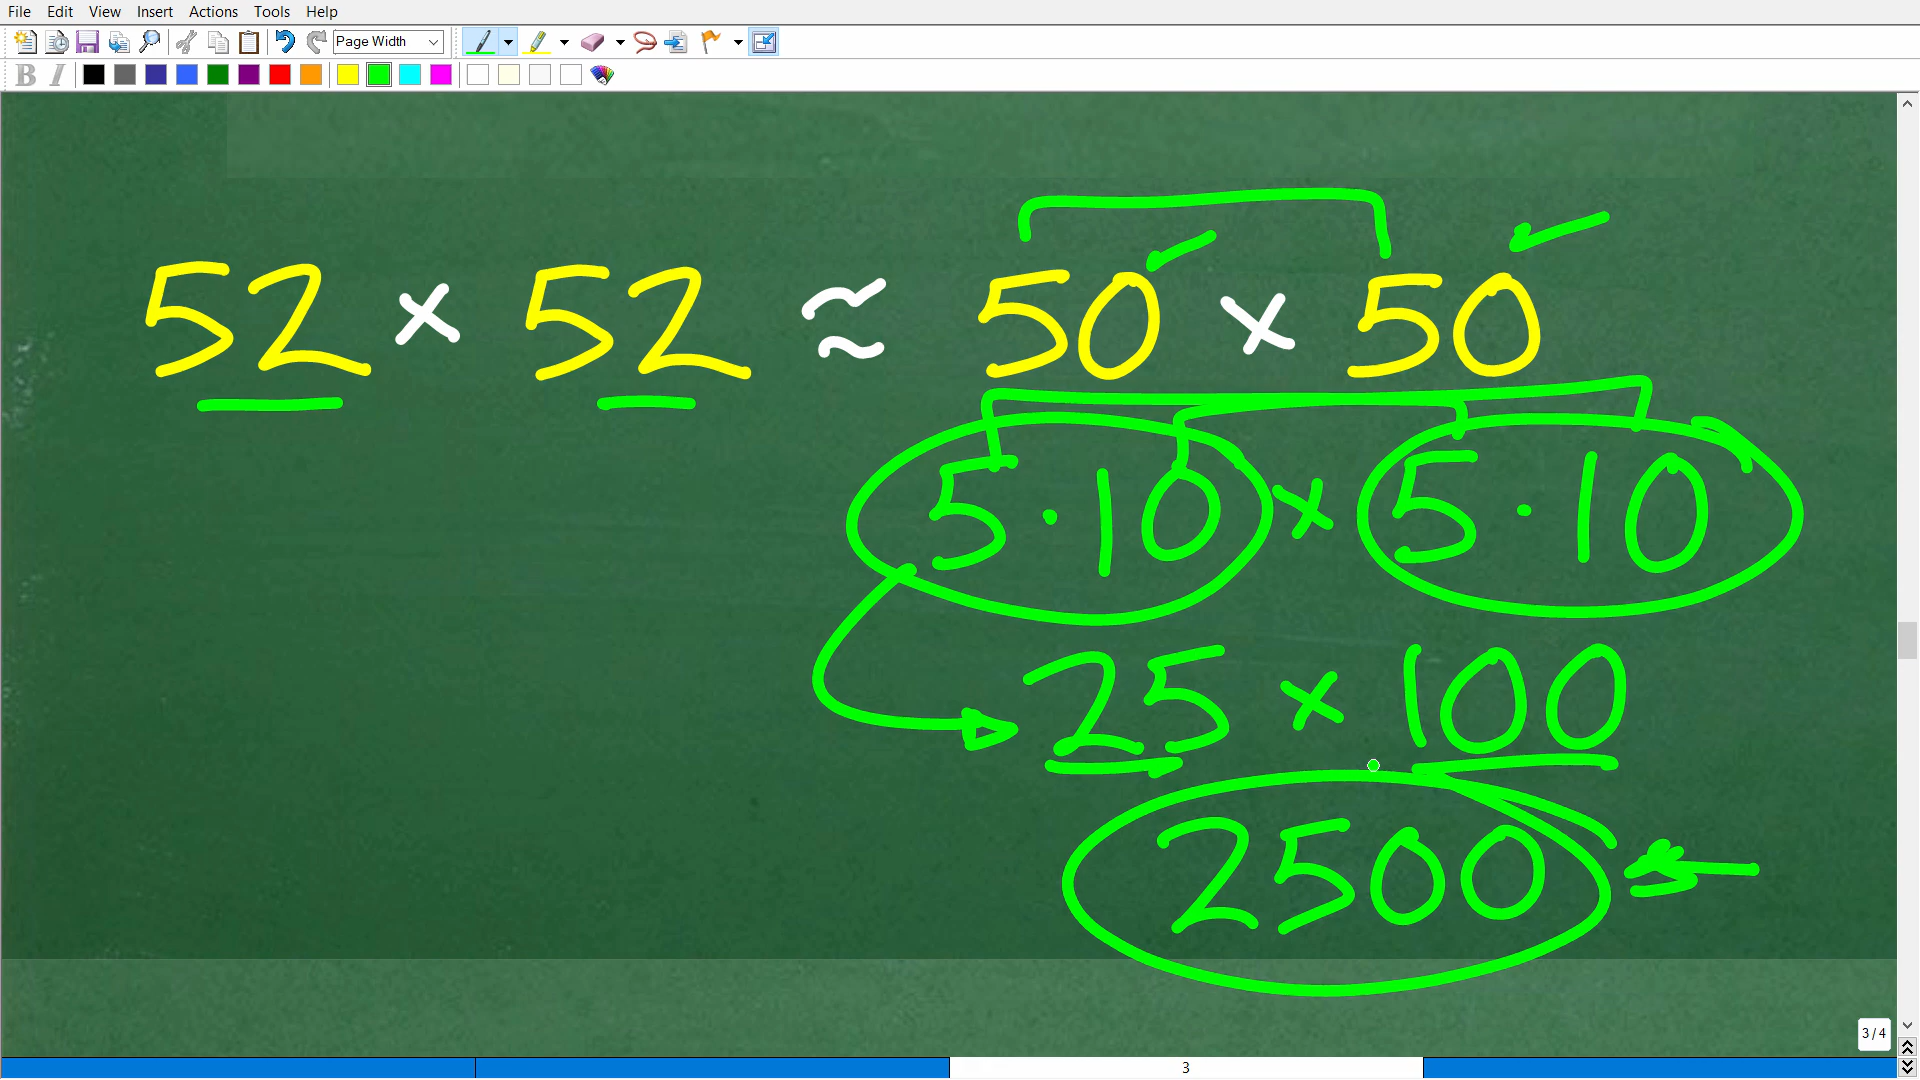 File Edit View Insert Actions Tools Help
Page Width
B I
52 × 52 ≈ 50 × 50
5 · 10 × 5 · 10
25 × 100
2500
3 / 4
3